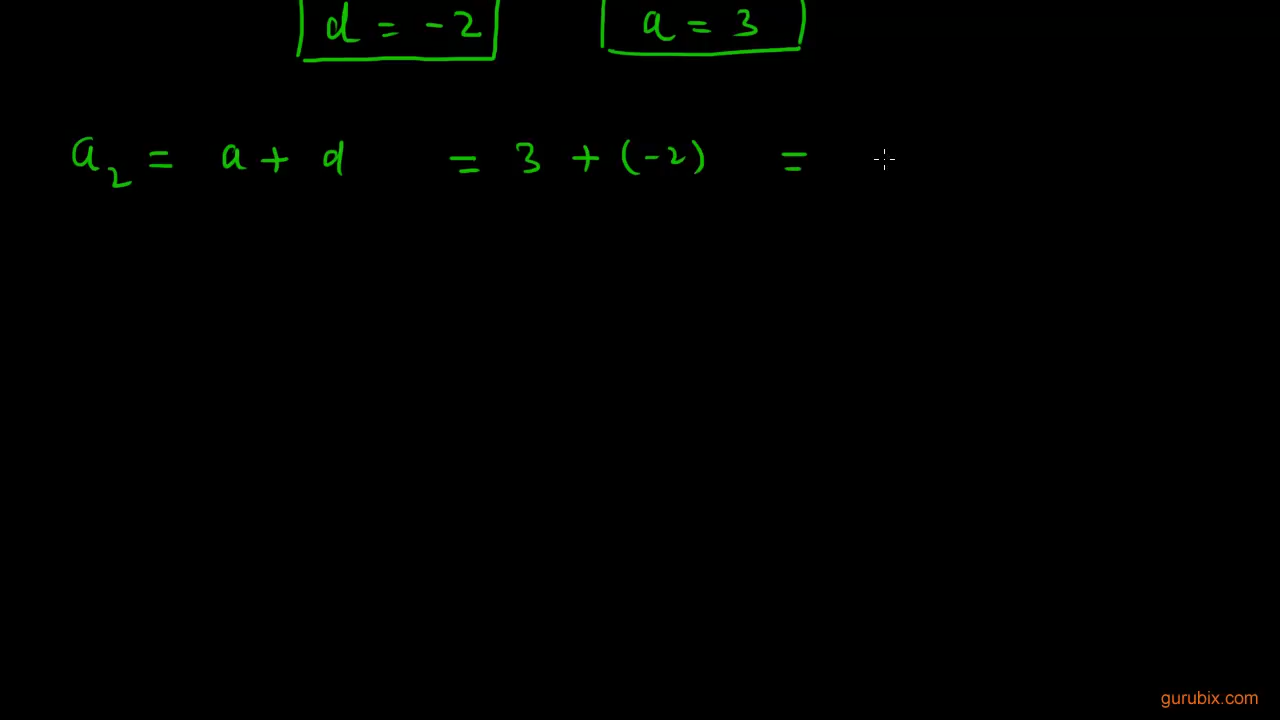 d = -2 a = 3
a2 = a + d = 3 + (-2) =
gurubix.com